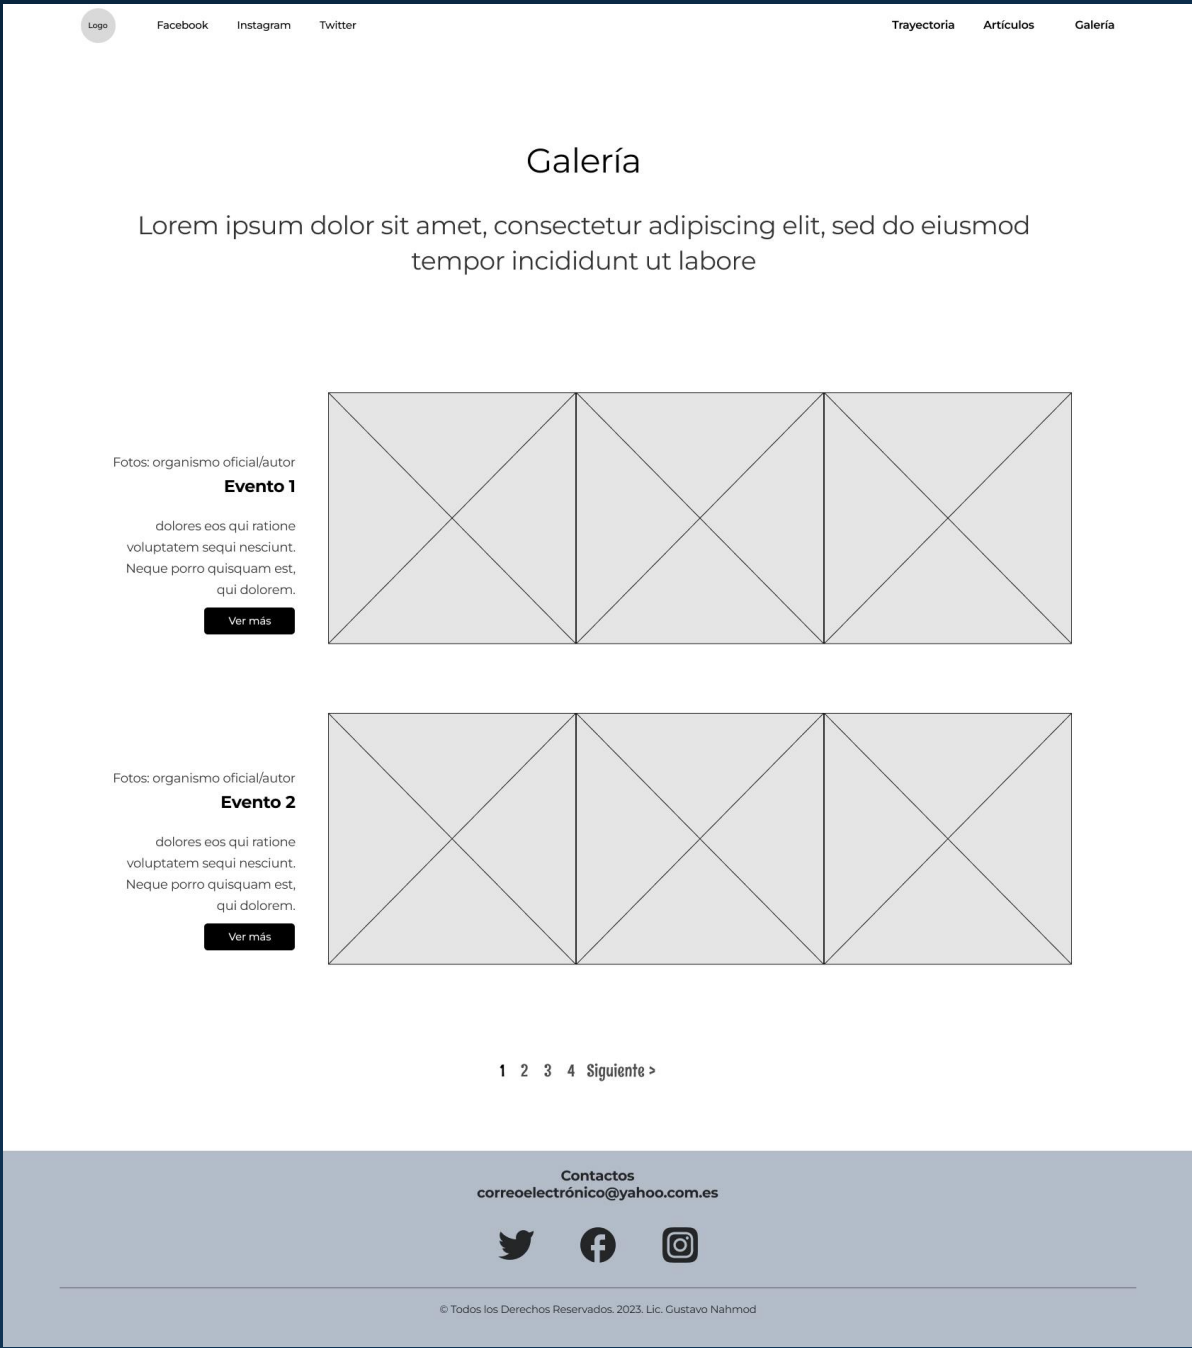 Logo Facebook Instagram Twitter Trayectoria Artículos Galería
Galería
Lorem ipsum dolor sit amet, consectetur adipiscing elit, sed do eiusmod
tempor incididunt ut labore
Fotos: organismo oficial/autor
Evento 1
dolores eos qui ratione
voluptatem sequi nesciunt.
Neque porro quisquam est,
qui dolorem.
Ver más
Fotos: organismo oficial/autor
Evento 2
dolores eos qui ratione
voluptatem sequi nesciunt.
Neque porro quisquam est,
qui dolorem.
Ver más
1 2 3 4 Siguiente >
Contactos
correoelectrónico@yahoo.com.es
© Todos los Derechos Reservados. 2023. Lic. Gustavo Nahmod